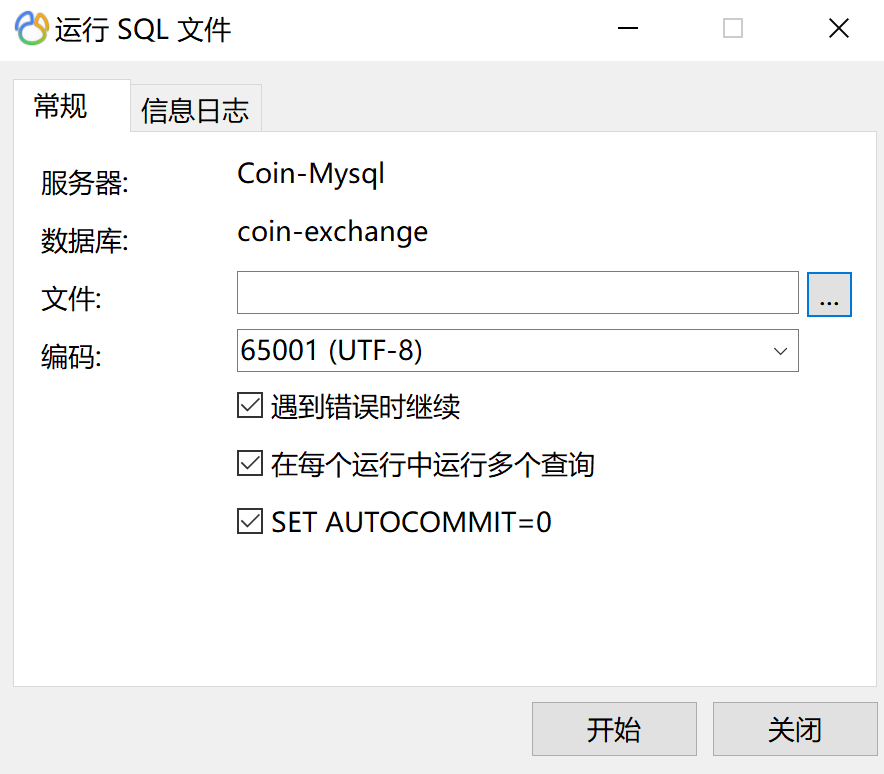 运行 SQL 文件
常规
信息日志
服务器: Coin-Mysql
数据库: coin-exchange
文件: ...
编码: 65001 (UTF-8)
遇到错误时继续
在每个运行中运行多个查询
SET AUTOCOMMIT=0
开始 关闭